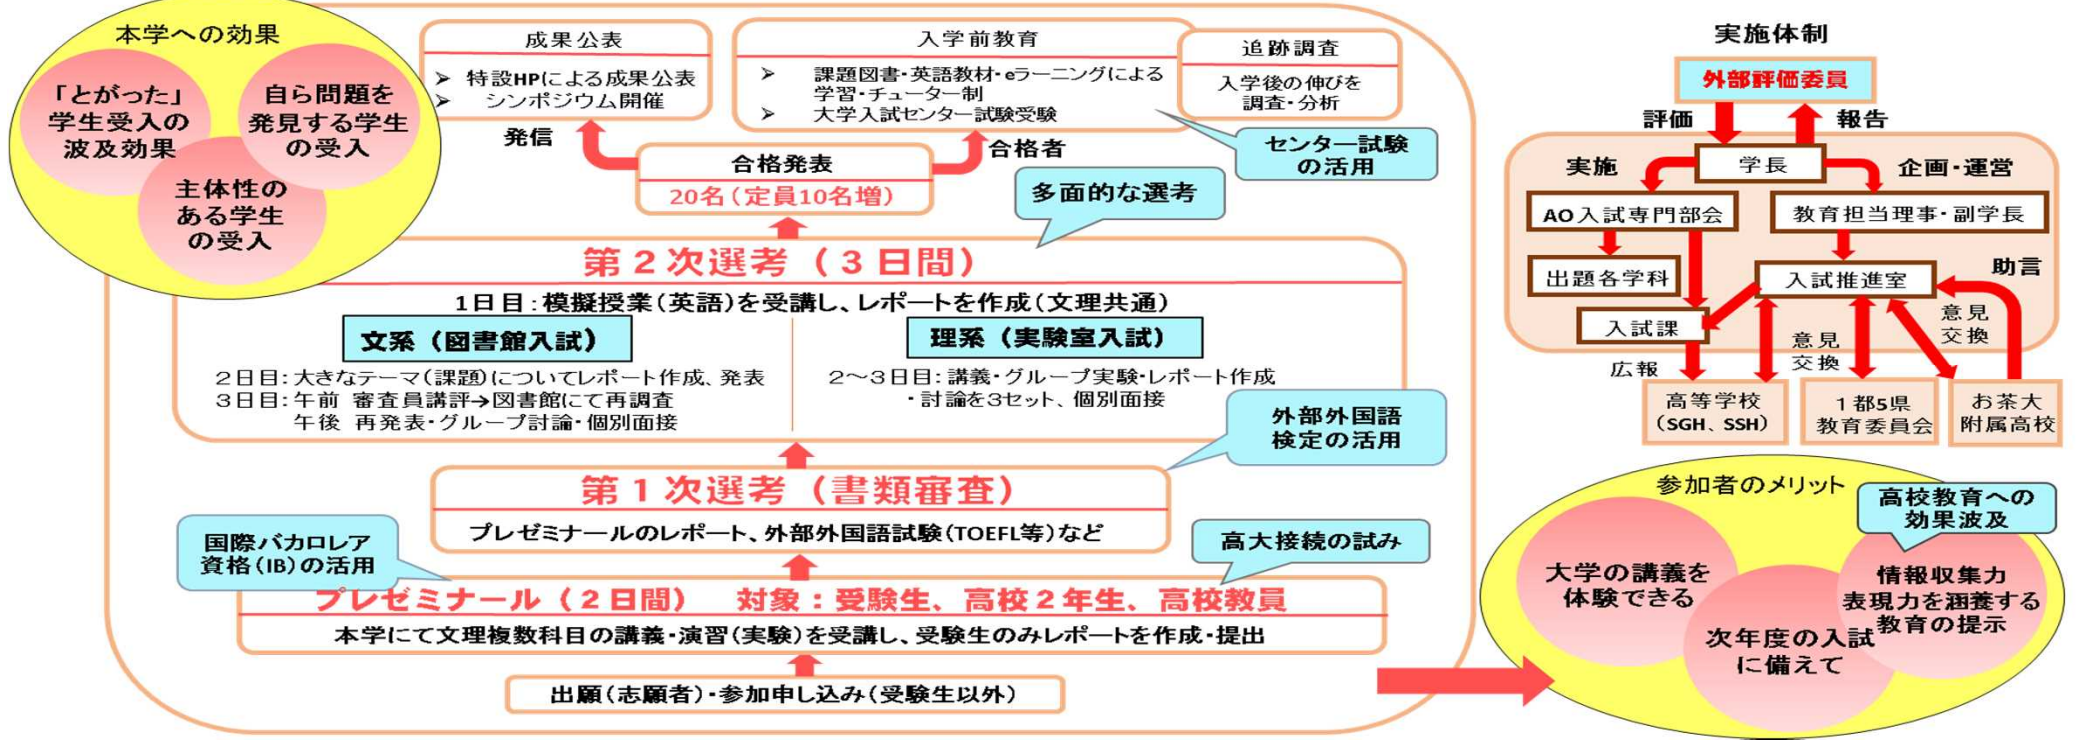 本学への効果
「とがった」
学生受入の
波及効果
自ら問題を
発見する学生
の受入
主体性の
ある学生
の受入
成果公表
➢ 特設HPによる成果公表
➢ シンポジウム開催
発信
入学前教育
➢ 課題図書・英語教材・eラーニングによる
学習・チューター制
➢ 大学入試センター試験受験
追跡調査
入学後の伸びを
調査・分析
センター試験
の活用
合格者
合格発表
20名(定員10名増)
多面的な選考
第2次選考(3日間)
1日目:模擬授業(英語)を受講し、レポートを作成(文理共通)
文系(図書館入試)
2日目:大きなテーマ(課題)についてレポート作成、発表
3日目:午前 審査員講評→図書館にて再調査
午後 再発表・グループ討論・個別面接
理系(実験室入試)
2〜3日目:講義・グループ実験・レポート作成
・討論を3セット、個別面接
外部外国語
検定の活用
第1次選考(書類審査)
プレゼミナールのレポート、外部外国語試験(TOEFL等)など
国際バカロレア
資格(IB)の活用
高大接続の試み
プレゼミナール(2日間) 対象:受験生、高校2年生、高校教員
本学にて文理複数科目の講義・演習(実験)を受講し、受験生のみレポートを作成・提出
出願(志願者)・参加申し込み(受験生以外)
実施体制
外部評価委員
評価
報告
実施
学長
企画・運営
AO入試専門部会
教育担当理事・副学長
出題各学科
入試推進室
助言
入試課
意見
交換
意見
交換
広報
高等学校
(SGH、SSH)
1都5県
教育委員会
お茶大
附属高校
参加者のメリット
高校教育への
効果波及
大学の講義を
体験できる
次年度の入試
に備えて
情報収集力
表現力を涵養する
教育の提示